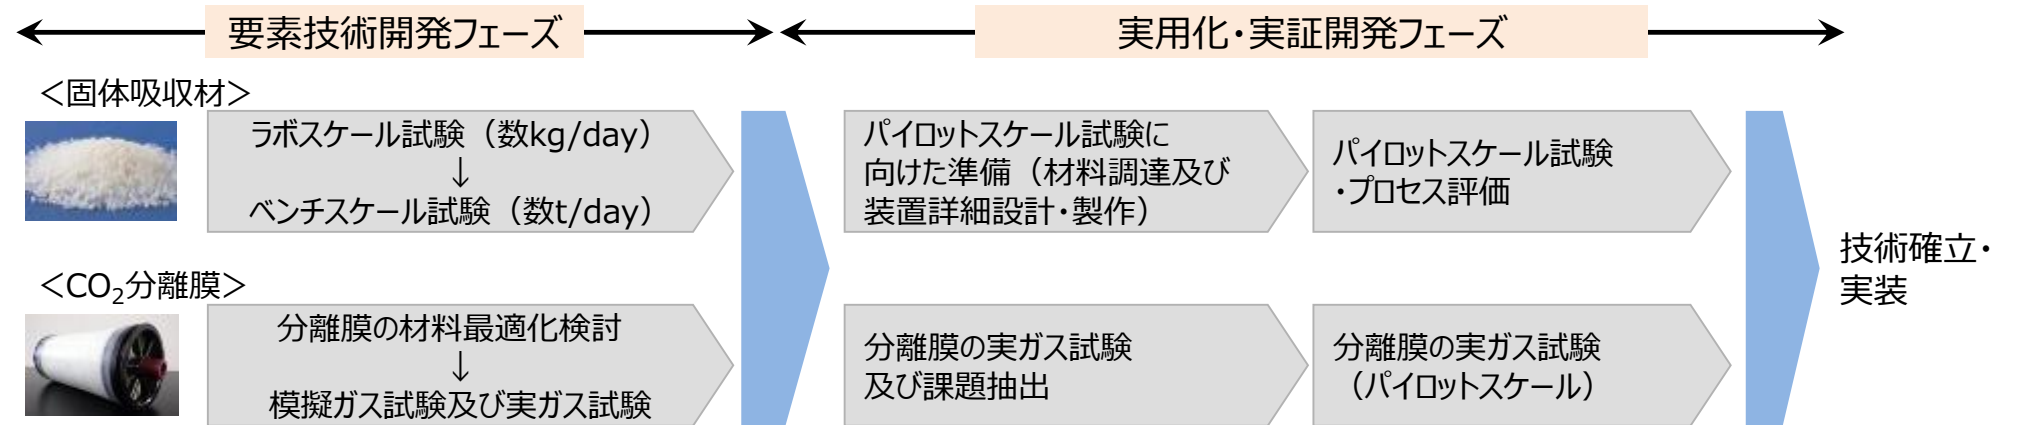 要素技術開発フェーズ
実用化・実証開発フェーズ
＜固体吸収材＞
ラボスケール試験（数kg/day）
↓
ベンチスケール試験（数t/day）
パイロットスケール試験に
向けた準備（材料調達及び
装置詳細設計・製作）
パイロットスケール試験
・プロセス評価
＜CO₂分離膜＞
分離膜の材料最適化検討
↓
模擬ガス試験及び実ガス試験
分離膜の実ガス試験
及び課題抽出
分離膜の実ガス試験
（パイロットスケール）
技術確立・
実装